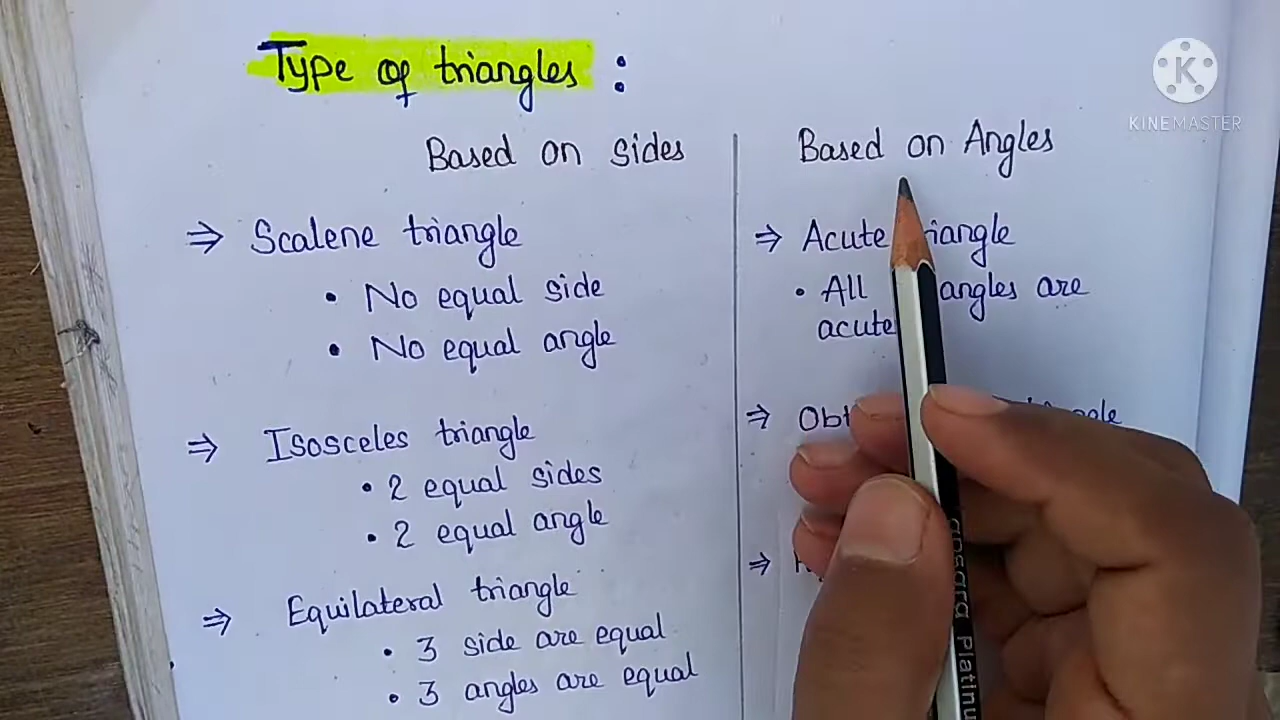 Type of triangles :
Based on sides
⇒ Scalene triangle
• No equal side
• No equal angle
⇒ Isosceles triangle
• 2 equal sides
• 2 equal angle
⇒ Equilateral triangle
• 3 side are equal
• 3 angles are equal
Based on Angles
⇒ Acute triangle
• All angles are
acute
⇒
⇒
K
KINEMASTER
Platinu